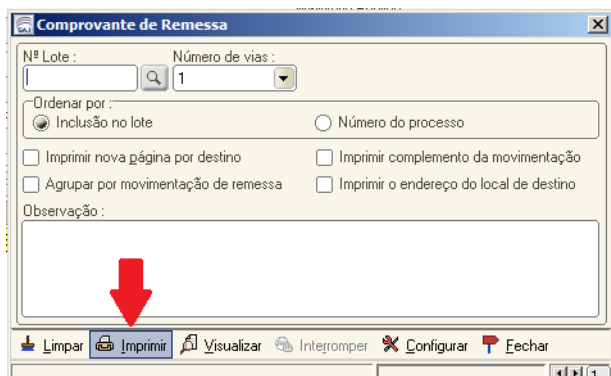 Comprovante de Remessa
Nº Lote :
Número de vias :
1
Ordenar por :
Inclusão no lote
Número do processo
Imprimir nova página por destino
Imprimir complemento da movimentação
Agrupar por movimentação de remessa
Imprimir o endereço do local de destino
Observação :
Limpar Imprimir Visualizar Interromper Configurar Fechar
1